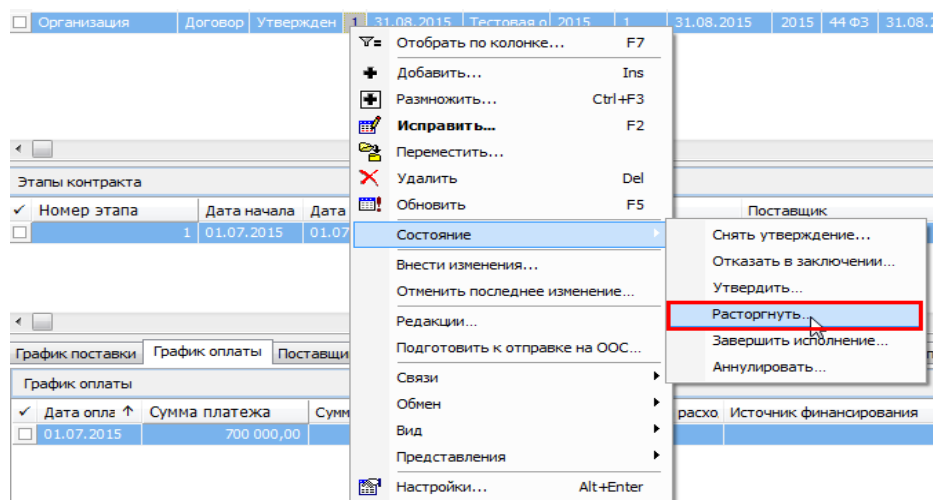 Организация Договор Утвержден 1 31.08.2015 Тестовая о 2015 1 31.08.2015 2015 44 ФЗ 31.08.2
Отобрать по колонке... F7
Добавить... Ins
Размножить... Ctrl+F3
Исправить... F2
Переместить...
Удалить Del
Обновить F5
Состояние
Внести изменения...
Отменить последнее изменение...
Редакции...
Подготовить к отправке на ООС...
Связи
Обмен
Вид
Представления
Настройки... Alt+Enter
Снять утверждение...
Отказать в заключении...
Утвердить...
Расторгнуть...
Завершить исполнение...
Аннулировать...
Этапы контракта
Номер этапа Дата начала Дата Поставщик
1 01.07.2015 01.07
График поставки График оплаты Поставщи
График оплаты
Дата опла Сумма платежа Сумм расхо Источник финансирования
01.07.2015 700 000,00